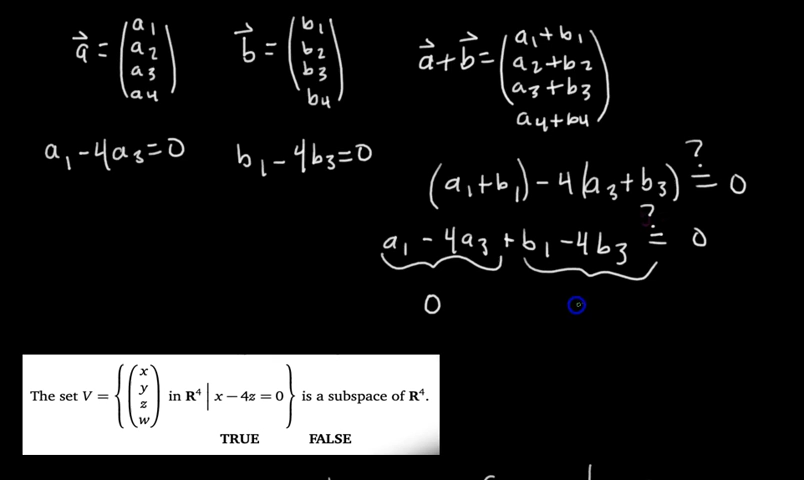 a⃗ = (a1 a2 a3 a4) b⃗ = (b1 b2 b3 b4) a⃗ + b⃗ = (a1+b1 a2+b2 a3+b3 a4+b4)
a1 - 4a3 = 0 b1 - 4b3 = 0
(a1+b1) - 4(a3+b3) ≟ 0
a1 - 4a3 + b1 - 4b3 ≟ 0
0
The set V = { (x y z w) in R⁴ | x − 4z = 0 } is a subspace of R⁴.
TRUE FALSE